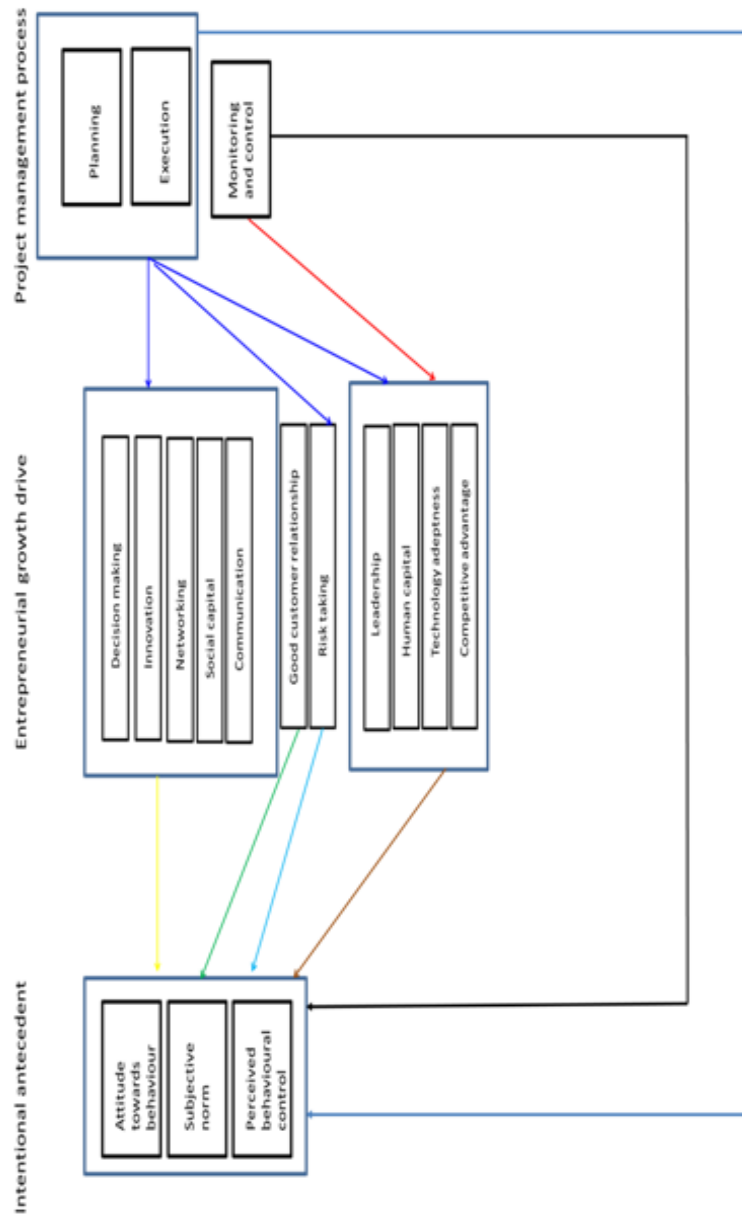 Project management process
Planning
Execution
Monitoring
and control
Entrepreneurial growth drive
Decision making
Innovation
Networking
Social capital
Communication
Good customer relationship
Risk taking
Leadership
Human capital
Technology adeptness
Competitive advantage
Intentional antecedent
Attitude
towards
behaviour
Subjective
norm
Perceived
behavioural
control